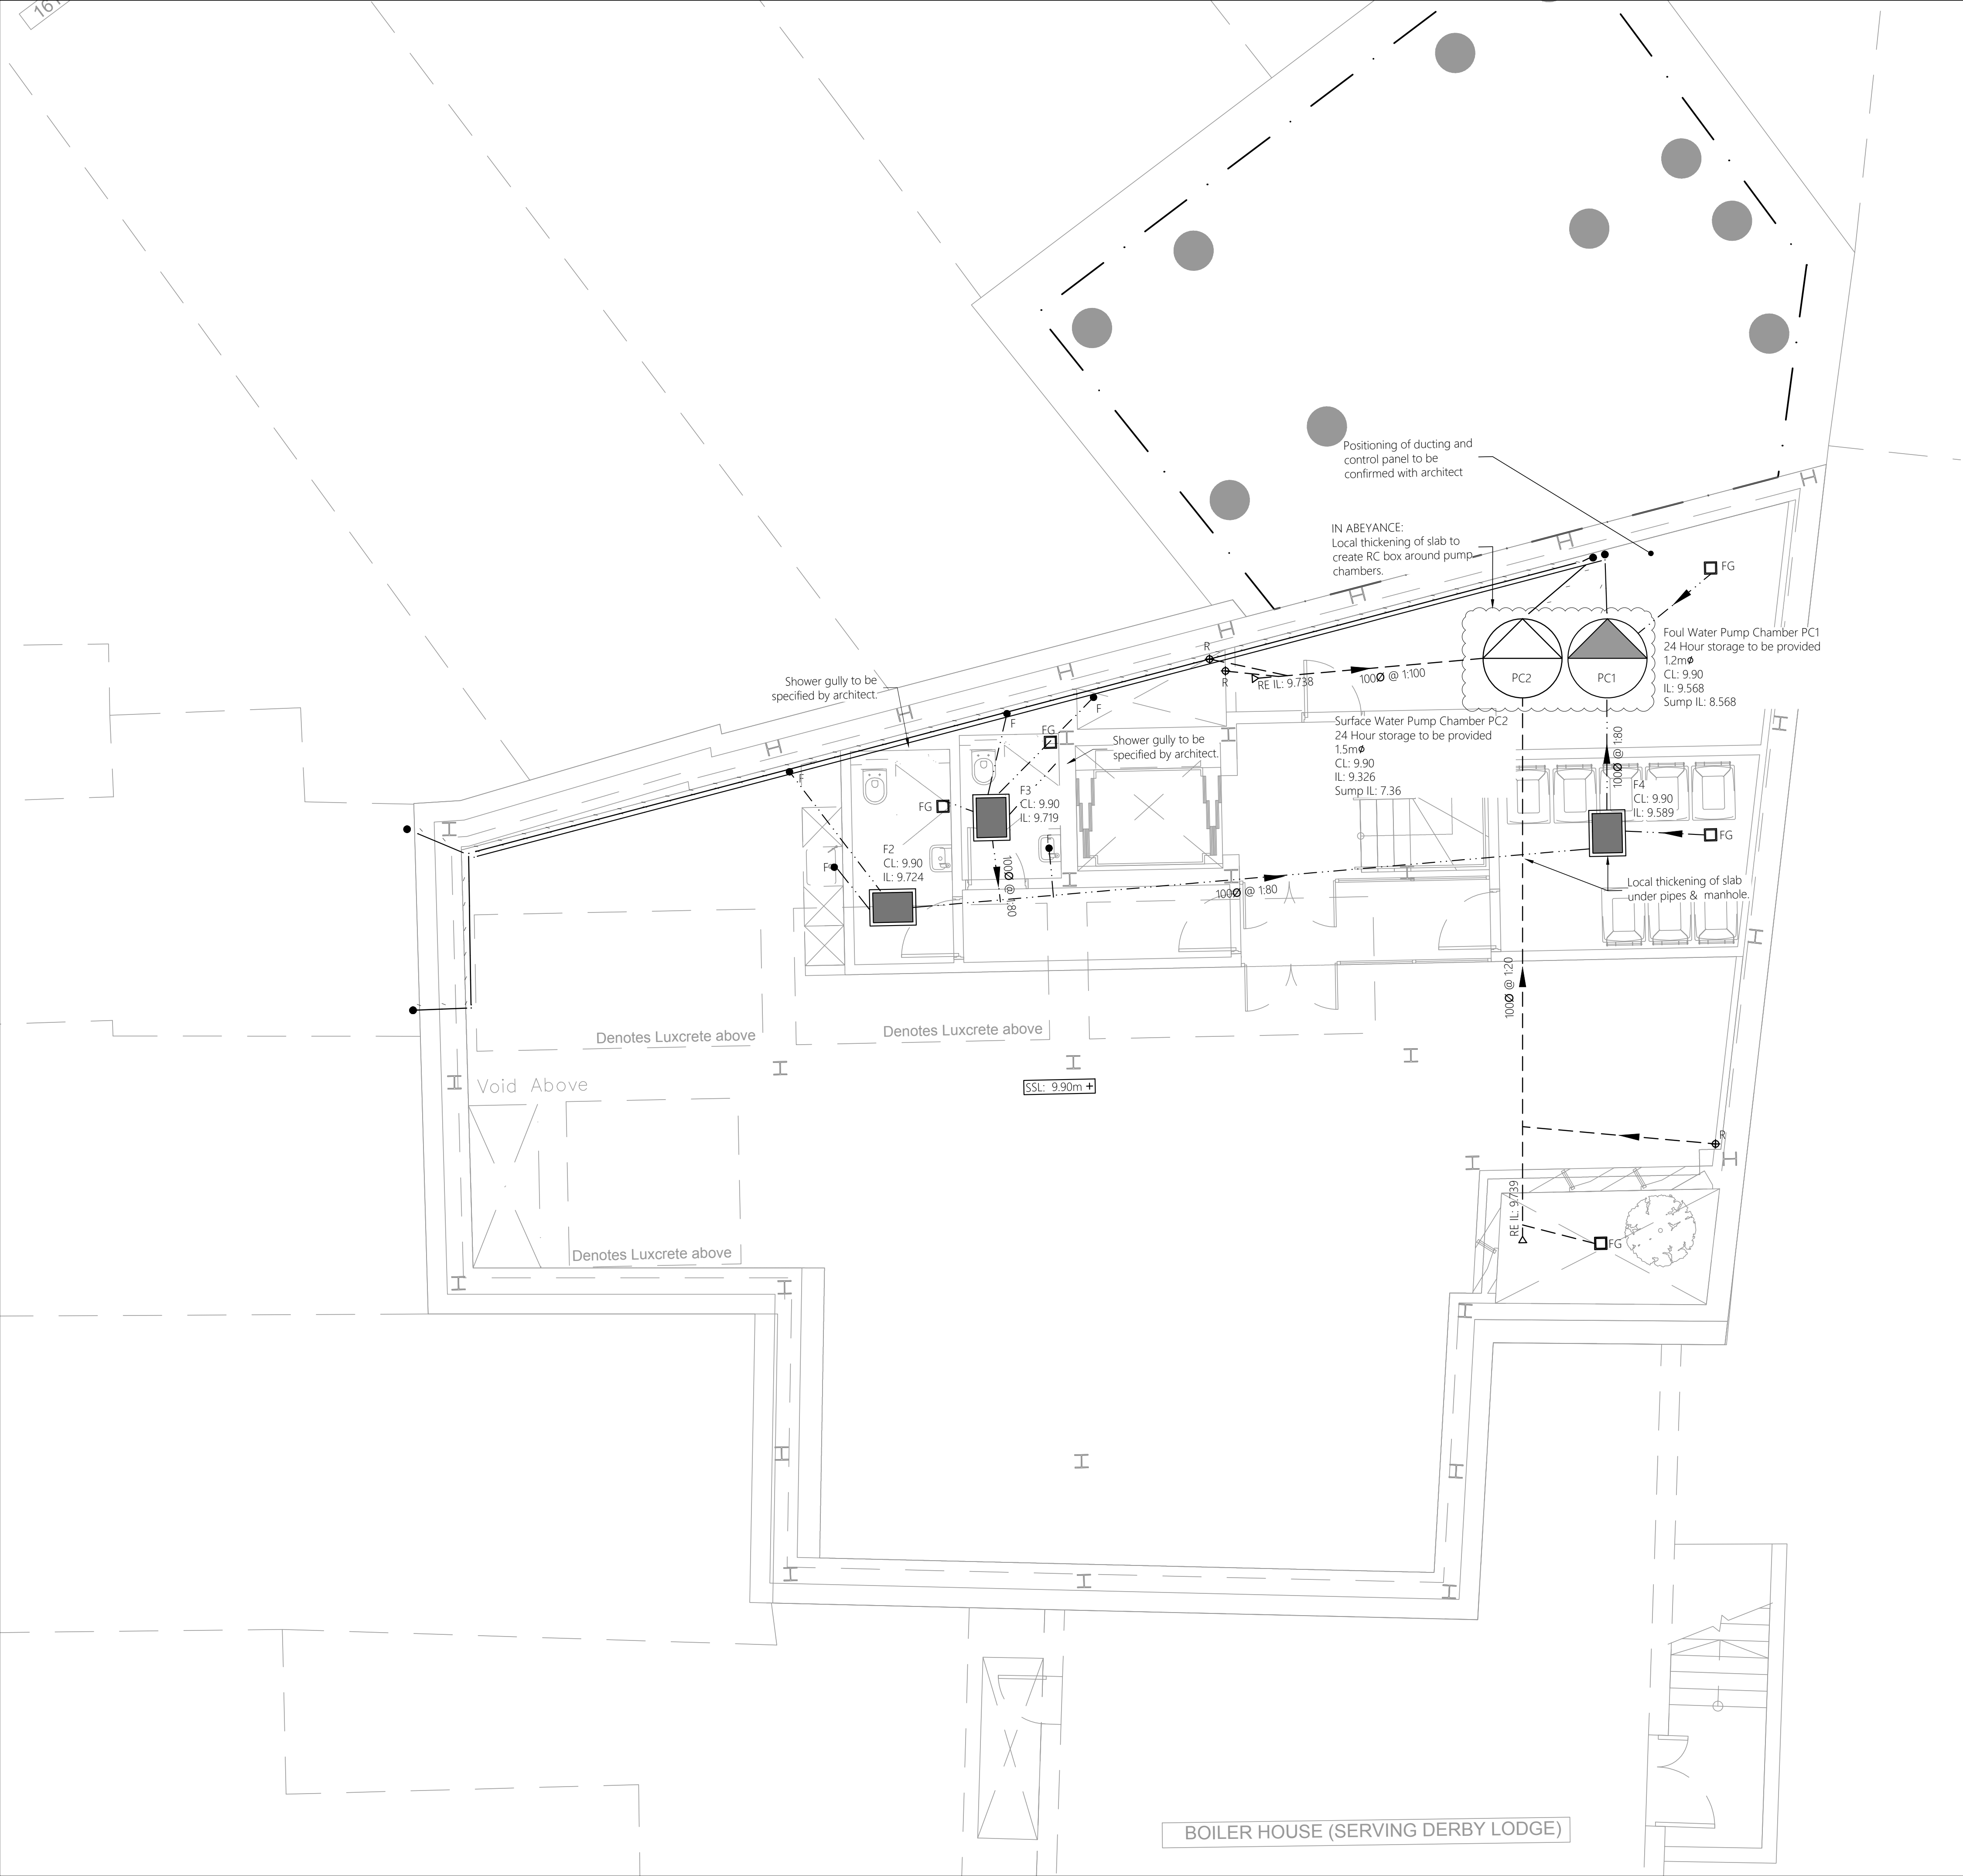 Positioning of ducting and
control panel to be
confirmed with architect
IN ABEYANCE:
Local thickening of slab to
create RC box around pump
chambers.
FG
Foul Water Pump Chamber PC1
24 Hour storage to be provided
1.2mø
CL: 9.90
IL: 9.568
Sump IL: 8.568
PC2
PC1
R
R
RE IL: 9.738
100Ø @ 1:100
Shower gully to be
specified by architect.
F
F
F
FG
Shower gully to be
specified by architect.
Surface Water Pump Chamber PC2
24 Hour storage to be provided
1.5mø
CL: 9.90
IL: 9.326
Sump IL: 7.36
100Ø @ 1:80
F4
CL: 9.90
IL: 9.589
FG
F3
CL: 9.90
IL: 9.719
FG
F
F2
CL: 9.90
IL: 9.724
F
100Ø @ 1:80
100Ø @ 1:80
Local thickening of slab
under pipes & manhole.
100Ø @ 1:20
Denotes Luxcrete above
Denotes Luxcrete above
Void Above
SSL: 9.90m +
R
RE IL: 9.739
FG
Denotes Luxcrete above
BOILER HOUSE (SERVING DERBY LODGE)